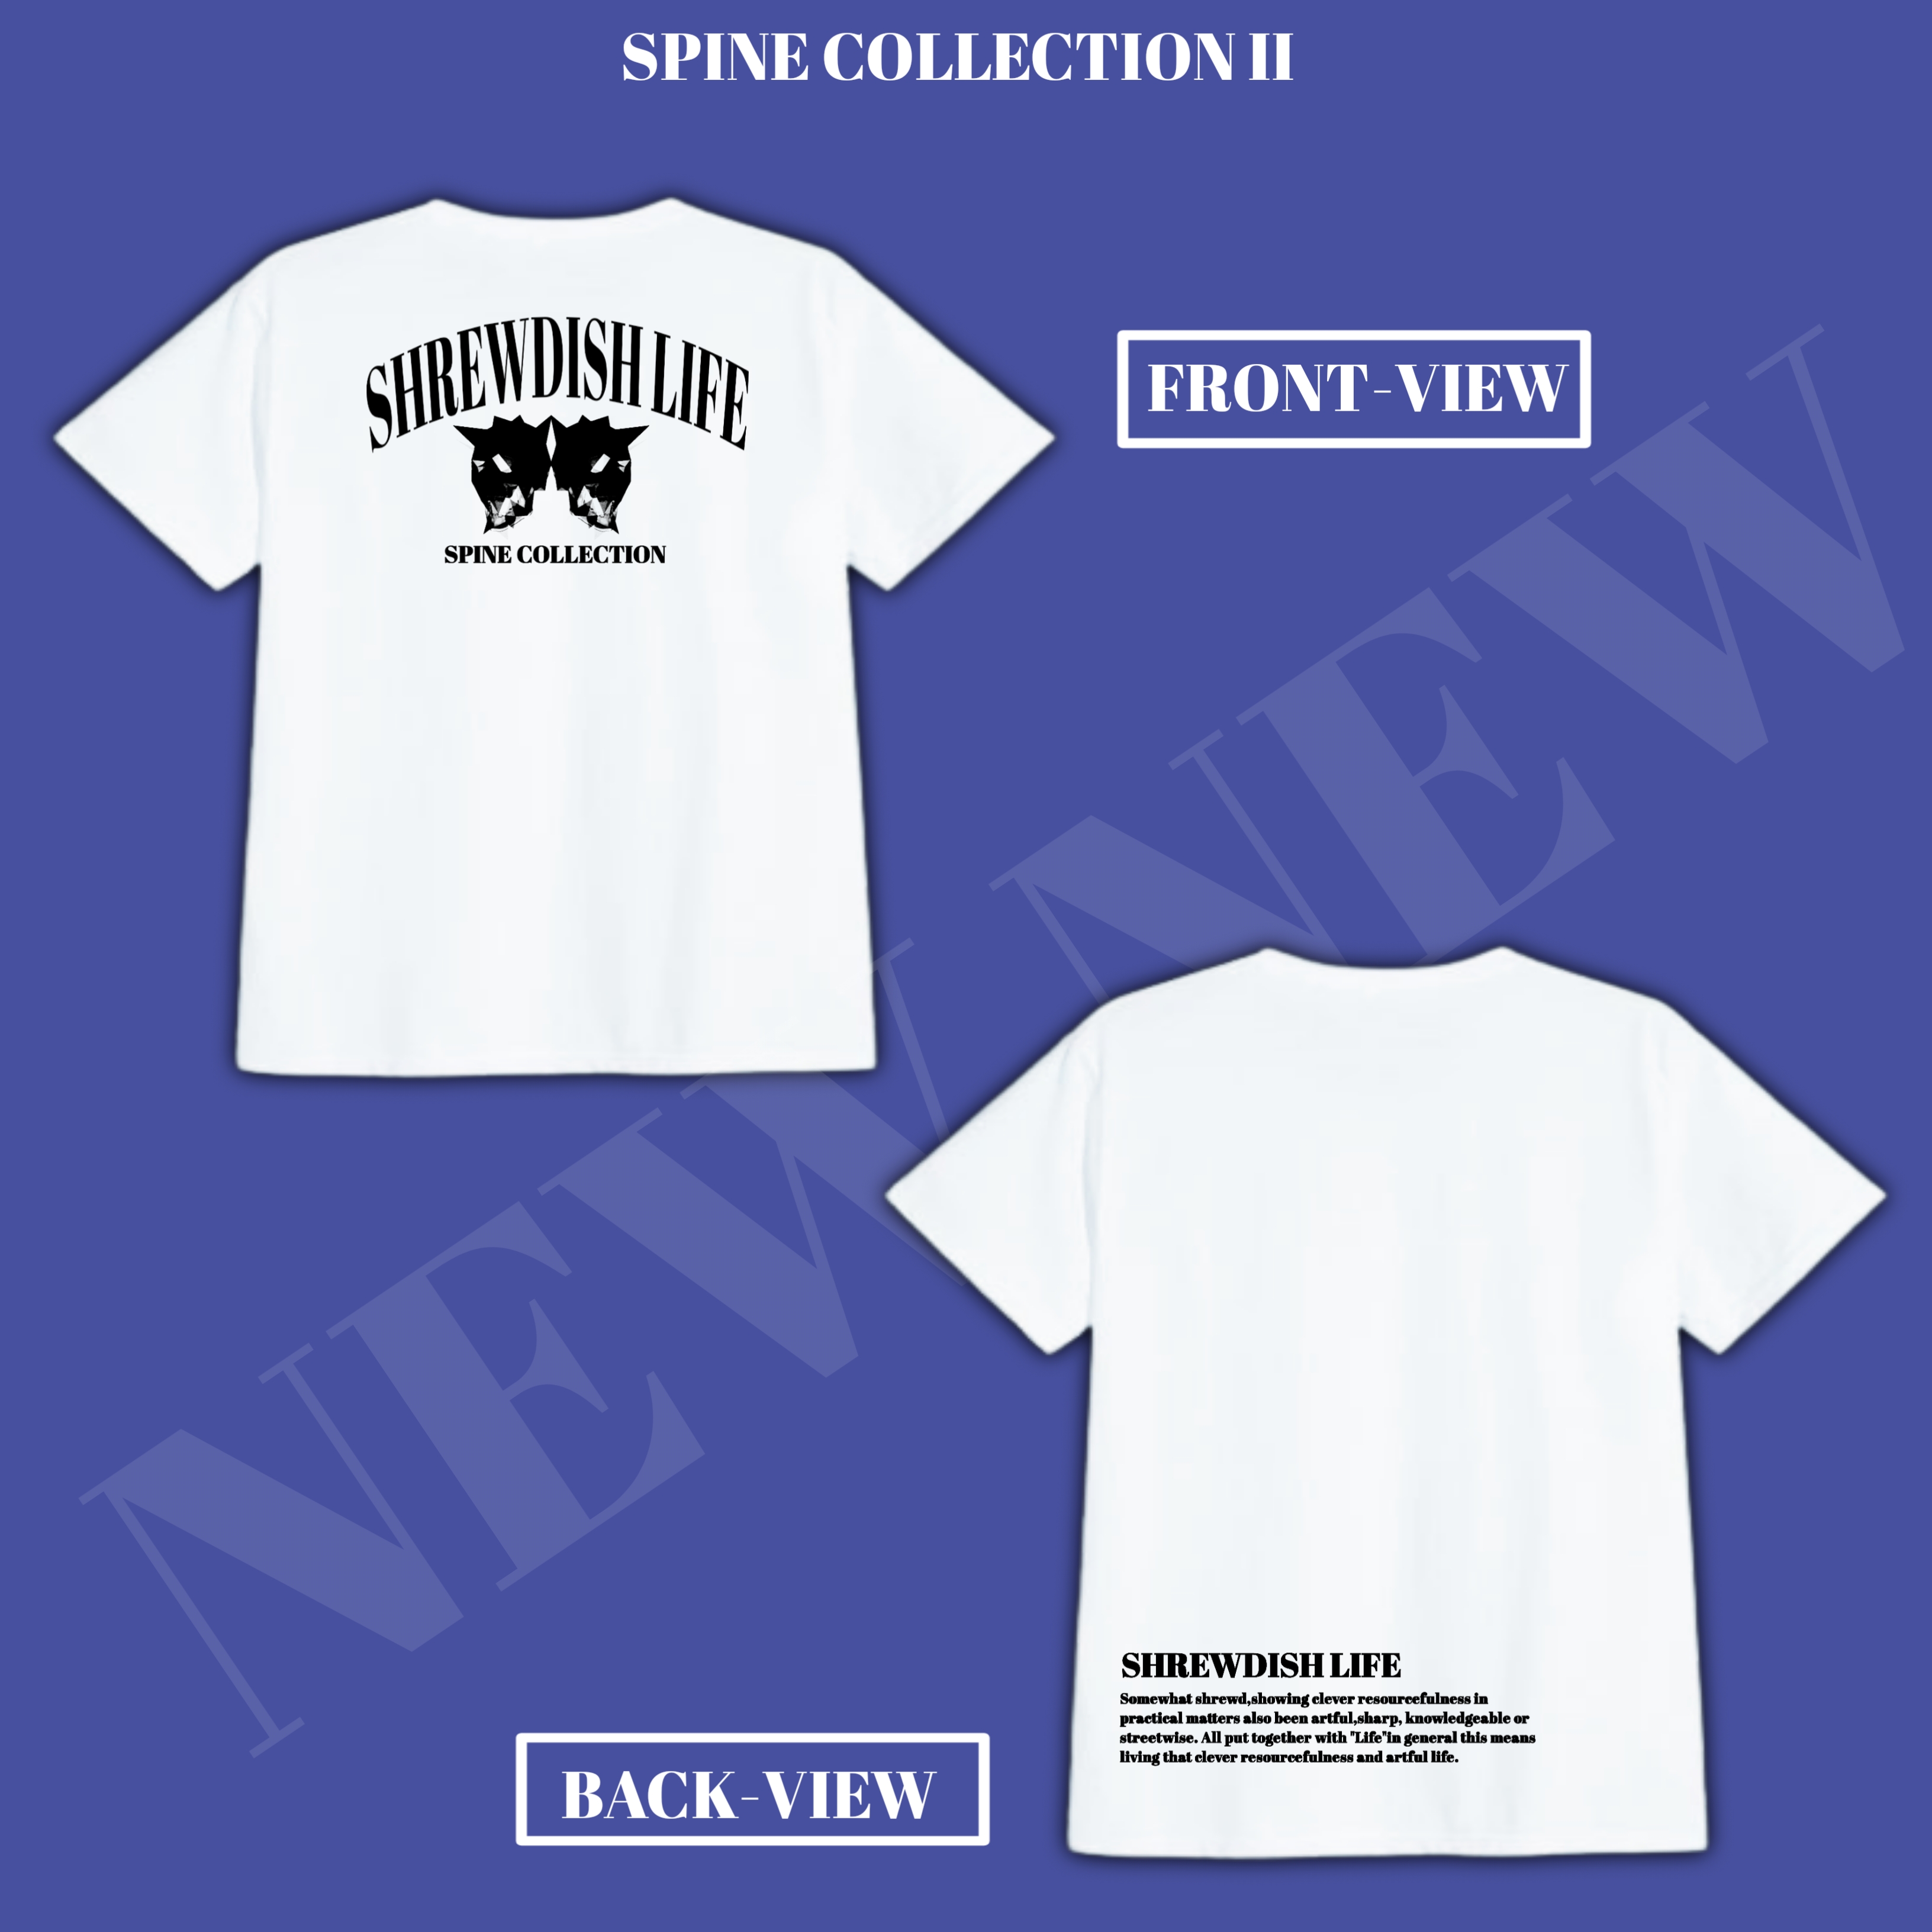 SPINE COLLECTION II
SHREWDISH LIFE
SPINE COLLECTION
FRONT-VIEW
NEW NEW
SHREWDISH LIFE
Somewhat shrewd,showing clever resourcefulness in
practical matters also been artful,sharp, knowledgeable or
streetwise. All put together with "Life"in general this means
living that clever resourcefulness and artful life.
BACK-VIEW